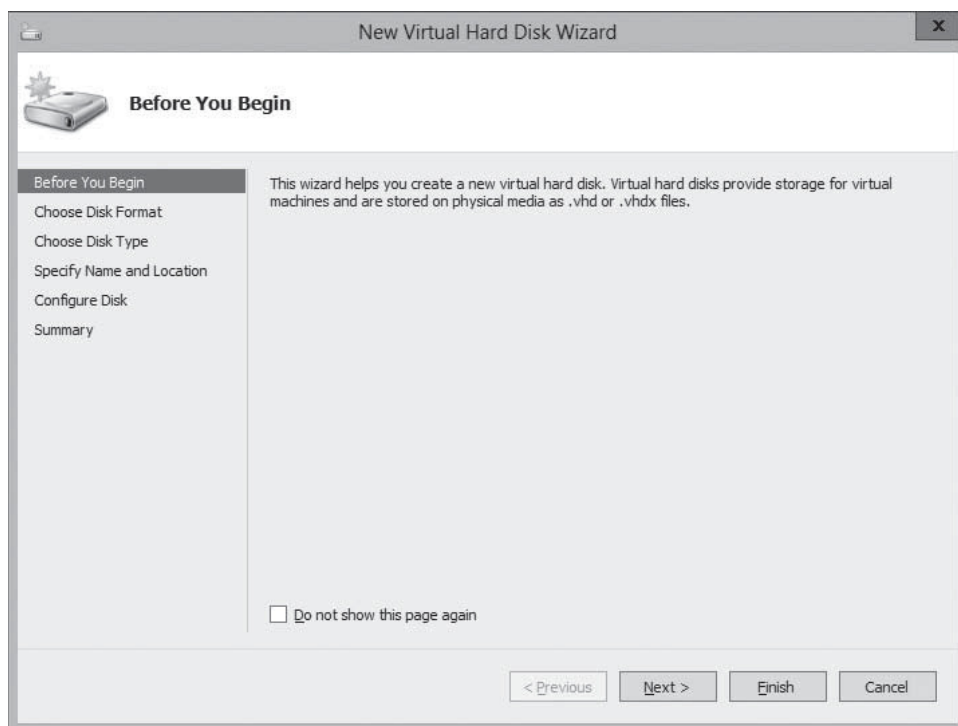 New Virtual Hard Disk Wizard
x
Before You Begin
Before You Begin
Choose Disk Format
Choose Disk Type
Specify Name and Location
Configure Disk
Summary
This wizard helps you create a new virtual hard disk. Virtual hard disks provide storage for virtual
machines and are stored on physical media as .vhd or .vhdx files.
Do not show this page again
< Previous
Next >
Finish
Cancel